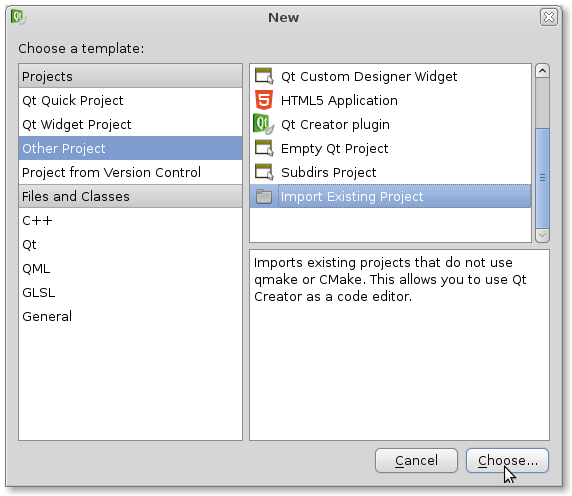 New
Choose a template:
Projects
Qt Quick Project
Qt Widget Project
Other Project
Project from Version Control
Files and Classes
C++
Qt
QML
GLSL
General
Qt Custom Designer Widget
HTML5 Application
Qt Creator plugin
Empty Qt Project
Subdirs Project
Import Existing Project
Imports existing projects that do not use
qmake or CMake. This allows you to use Qt
Creator as a code editor.
Cancel
Choose...